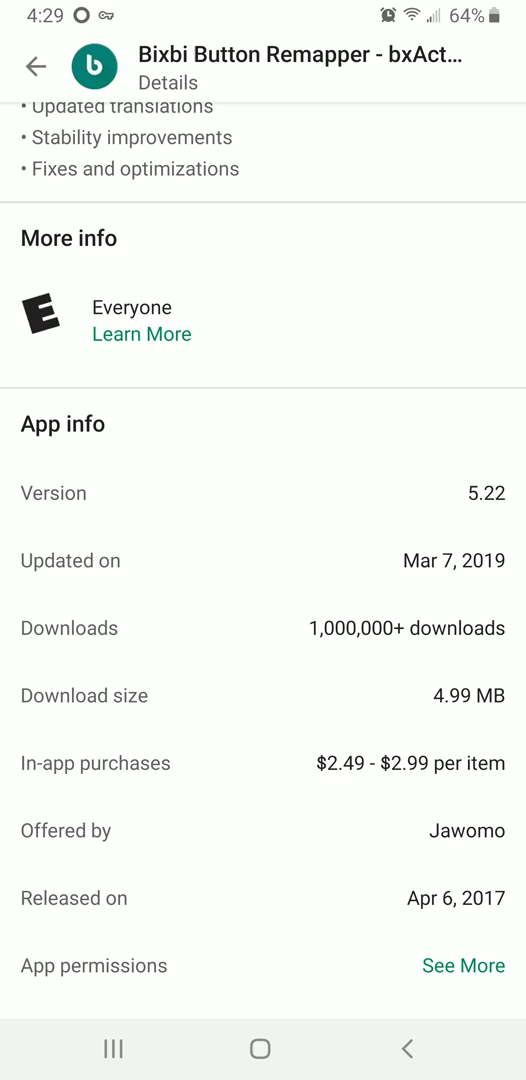 4:29
64%
Bixbi Button Remapper - bxAct...
Details
• Updated translations
• Stability improvements
• Fixes and optimizations
More info
E
Everyone
Learn More
App info
Version 5.22
Updated on Mar 7, 2019
Downloads 1,000,000+ downloads
Download size 4.99 MB
In-app purchases $2.49 - $2.99 per item
Offered by Jawomo
Released on Apr 6, 2017
App permissions See More